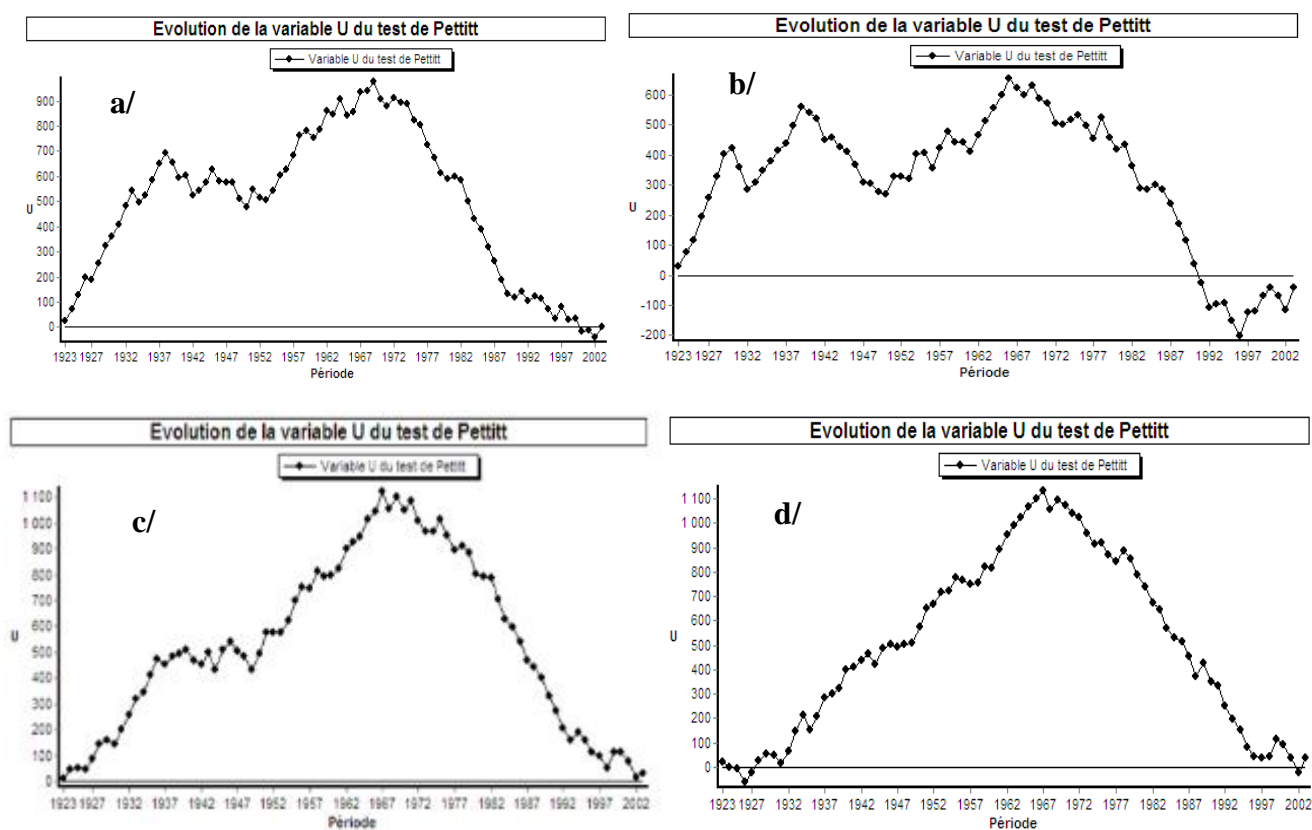 Evolution de la variable U du test de Pettitt
Variable U du test de Pettitt
a/
900
800
700
600
500
400
300
200
100
0
U
1923 1927 1932 1937 1942 1947 1952 1957 1962 1967 1972 1977 1982 1987 1992 1997 2002
Période
Evolution de la variable U du test de Pettitt
Variable U du test de Pettitt
b/
600
500
400
300
200
100
0
-100
-200
U
1923 1927 1932 1937 1942 1947 1952 1957 1962 1967 1972 1977 1982 1987 1992 1997 2002
Période
Evolution de la variable U du test de Pettitt
Variable U du test de Pettitt
c/
1 100
1 000
900
800
700
600
500
400
300
200
100
0
U
1923 1927 1932 1937 1942 1947 1952 1957 1962 1967 1972 1977 1982 1987 1992 1997 2002
Période
Evolution de la variable U du test de Pettitt
Variable U du test de Pettitt
d/
1 100
1 000
900
800
700
600
500
400
300
200
100
0
U
1923 1927 1932 1937 1942 1947 1952 1957 1962 1967 1972 1977 1982 1987 1992 1997 2002
Période